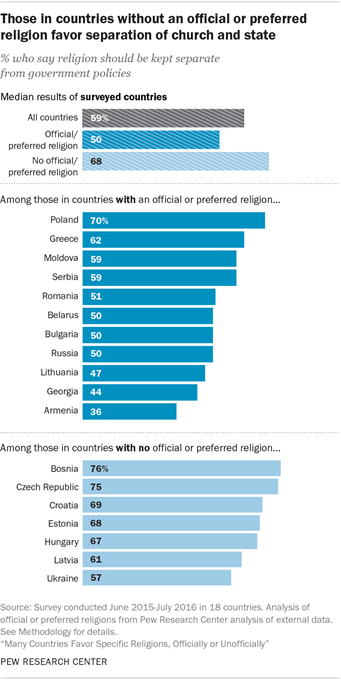 Those in countries without an official or preferred
religion favor separation of church and state
% who say religion should be kept separate
from government policies
Median results of surveyed countries
All countries 59%
Official/
preferred religion 50
No official/
preferred religion 68
Among those in countries with an official or preferred religion...
Poland 70%
Greece 62
Moldova 59
Serbia 59
Romania 51
Belarus 50
Bulgaria 50
Russia 50
Lithuania 47
Georgia 44
Armenia 36
Among those in countries with no official or preferred religion...
Bosnia 76%
Czech Republic 75
Croatia 69
Estonia 68
Hungary 67
Latvia 61
Ukraine 57
Source: Survey conducted June 2015-July 2016 in 18 countries. Analysis of
official or preferred religions from Pew Research Center analysis of external data.
See Methodology for details.
“Many Countries Favor Specific Religions, Officially or Unofficially”
PEW RESEARCH CENTER